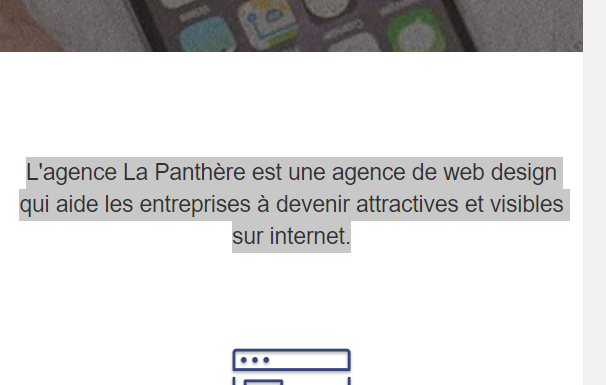 L'agence La Panthère est une agence de web design
qui aide les entreprises à devenir attractives et visibles
sur internet.